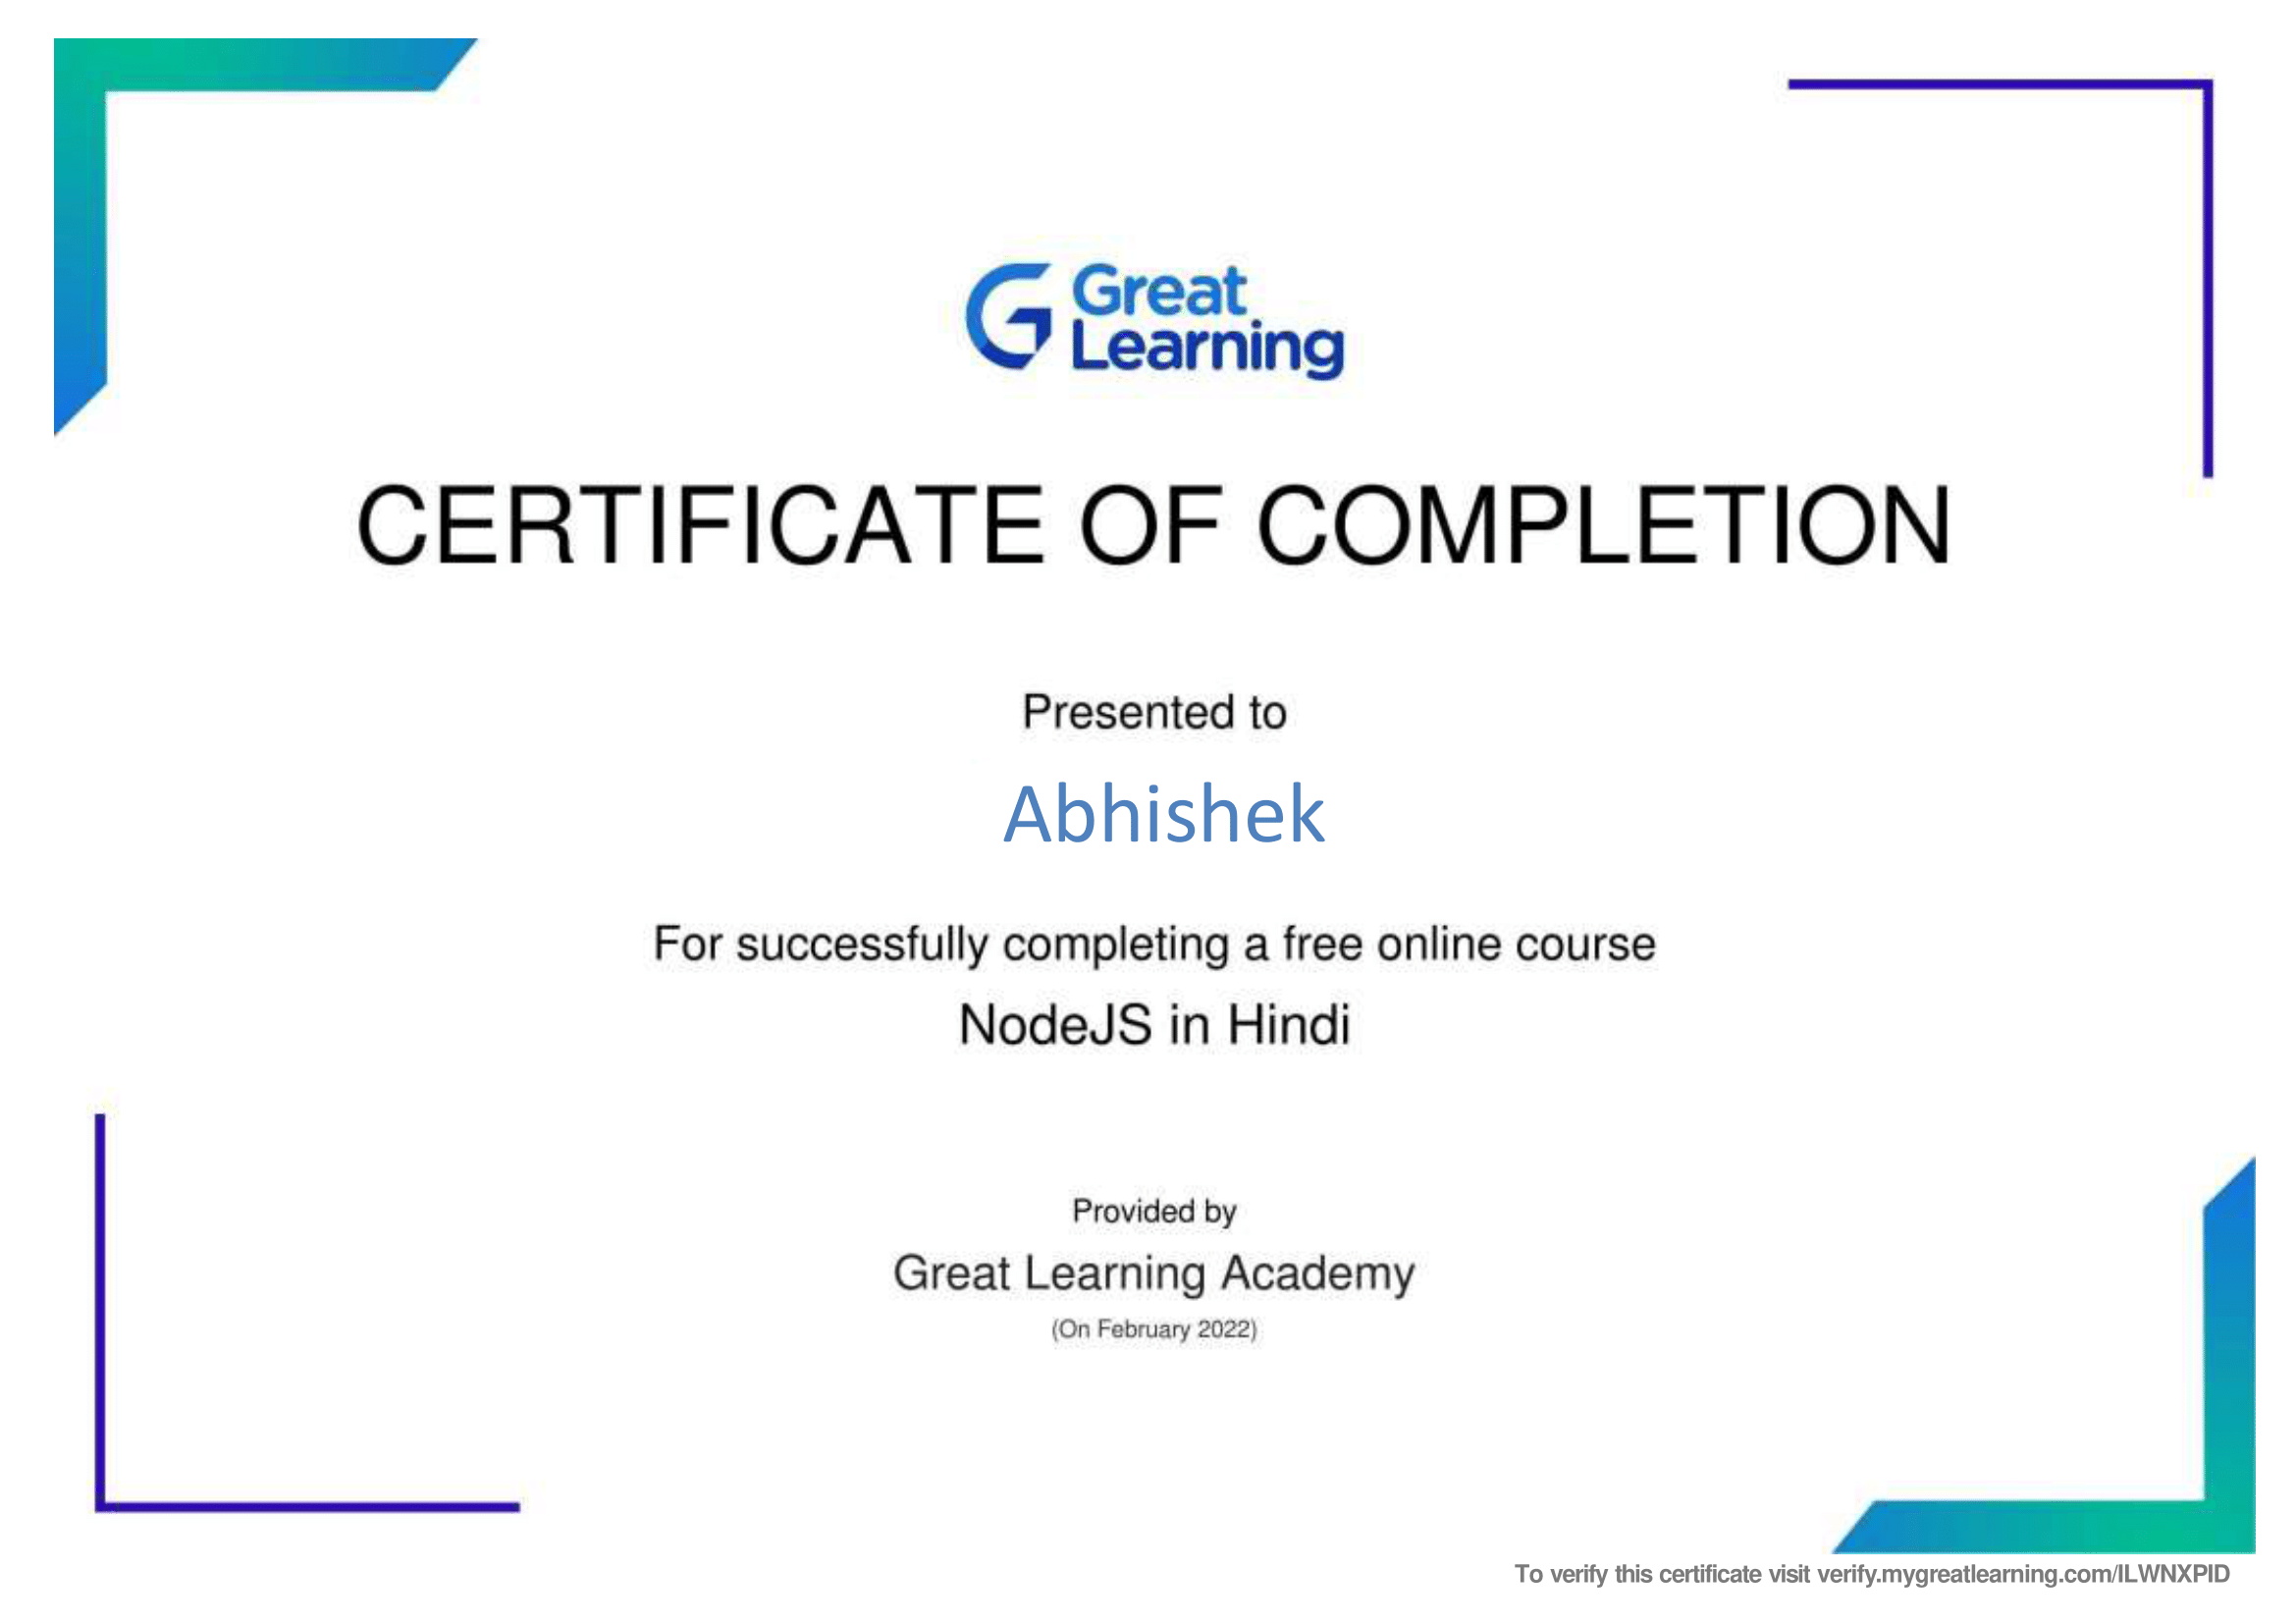 Great
Learning
CERTIFICATE OF COMPLETION
Presented to
Abhishek
For successfully completing a free online course
NodeJS in Hindi
Provided by
Great Learning Academy
(On February 2022)
To verify this certificate visit verify.mygreatlearning.com/ILWNXPID